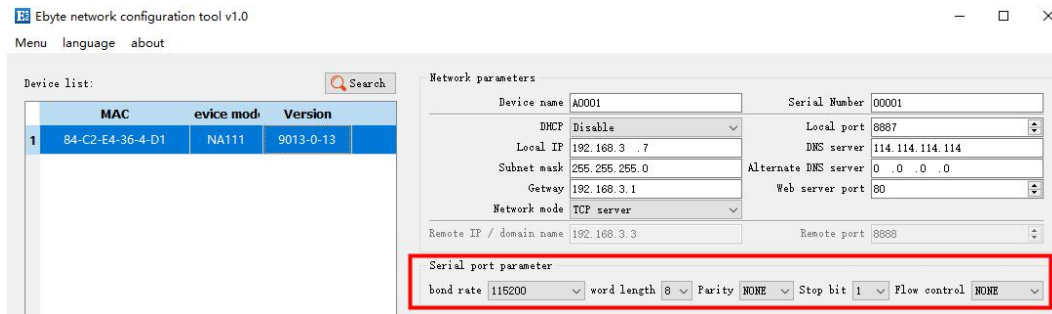 Ebyte network configuration tool v1.0
Menu language about
Device list: Search
MAC evice mod Version
1 84-C2-E4-36-4-D1 NA111 9013-0-13
Network parameters
Device name A0001 Serial Number 00001
DHCP Disable Local port 8887
Local IP 192.168.3 .7 DNS server 114.114.114.114
Subnet mask 255.255.255.0 Alternate DNS server 0 .0 .0 .0
Getway 192.168.3.1 Web server port 80
Network mode TCP server
Remote IP / domain name 192.168.3.3 Remote port 8888
Serial port parameter
bond rate 115200 word length 8 Parity NONE Stop bit 1 Flow control NONE